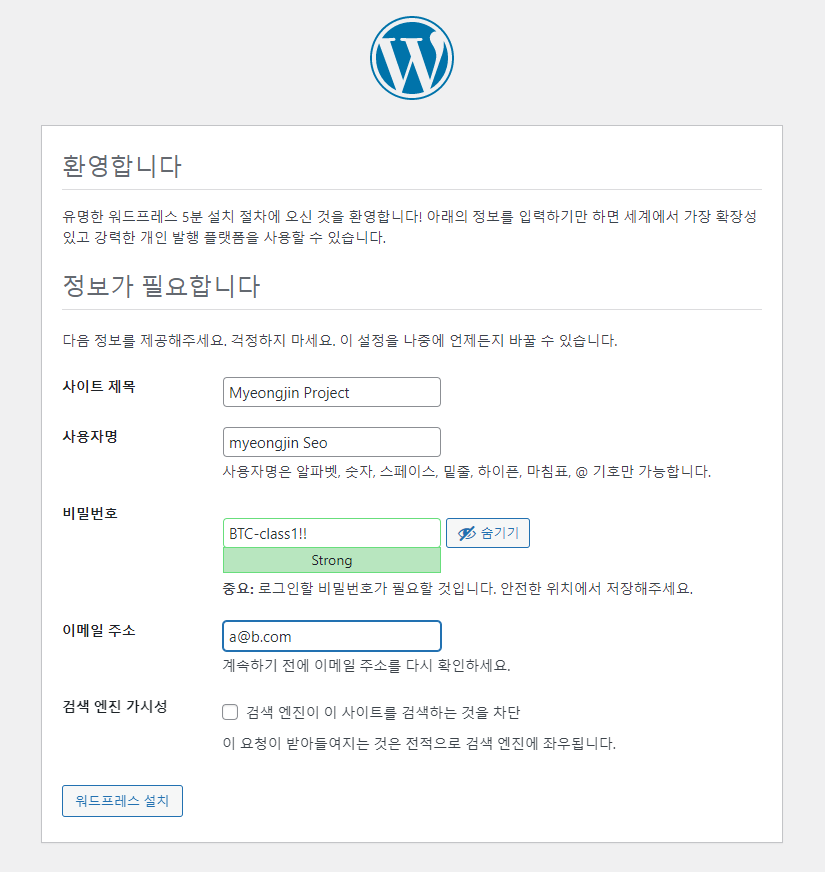 환영합니다
유명한 워드프레스 5분 설치 절차에 오신 것을 환영합니다! 아래의 정보를 입력하기만 하면 세계에서 가장 확장성
있고 강력한 개인 발행 플랫폼을 사용할 수 있습니다.
정보가 필요합니다
다음 정보를 제공해주세요. 걱정하지 마세요. 이 설정을 나중에 언제든지 바꿀 수 있습니다.
사이트 제목
Myeongjin Project
사용자명
myeongjin Seo
사용자명은 알파벳, 숫자, 스페이스, 밑줄, 하이픈, 마침표, @ 기호만 가능합니다.
비밀번호
BTC-class1!!
숨기기
Strong
중요: 로그인할 비밀번호가 필요할 것입니다. 안전한 위치에서 저장해주세요.
이메일 주소
a@b.com
계속하기 전에 이메일 주소를 다시 확인하세요.
검색 엔진 가시성
검색 엔진이 이 사이트를 검색하는 것을 차단
이 요청이 받아들여지는 것은 전적으로 검색 엔진에 좌우됩니다.
워드프레스 설치